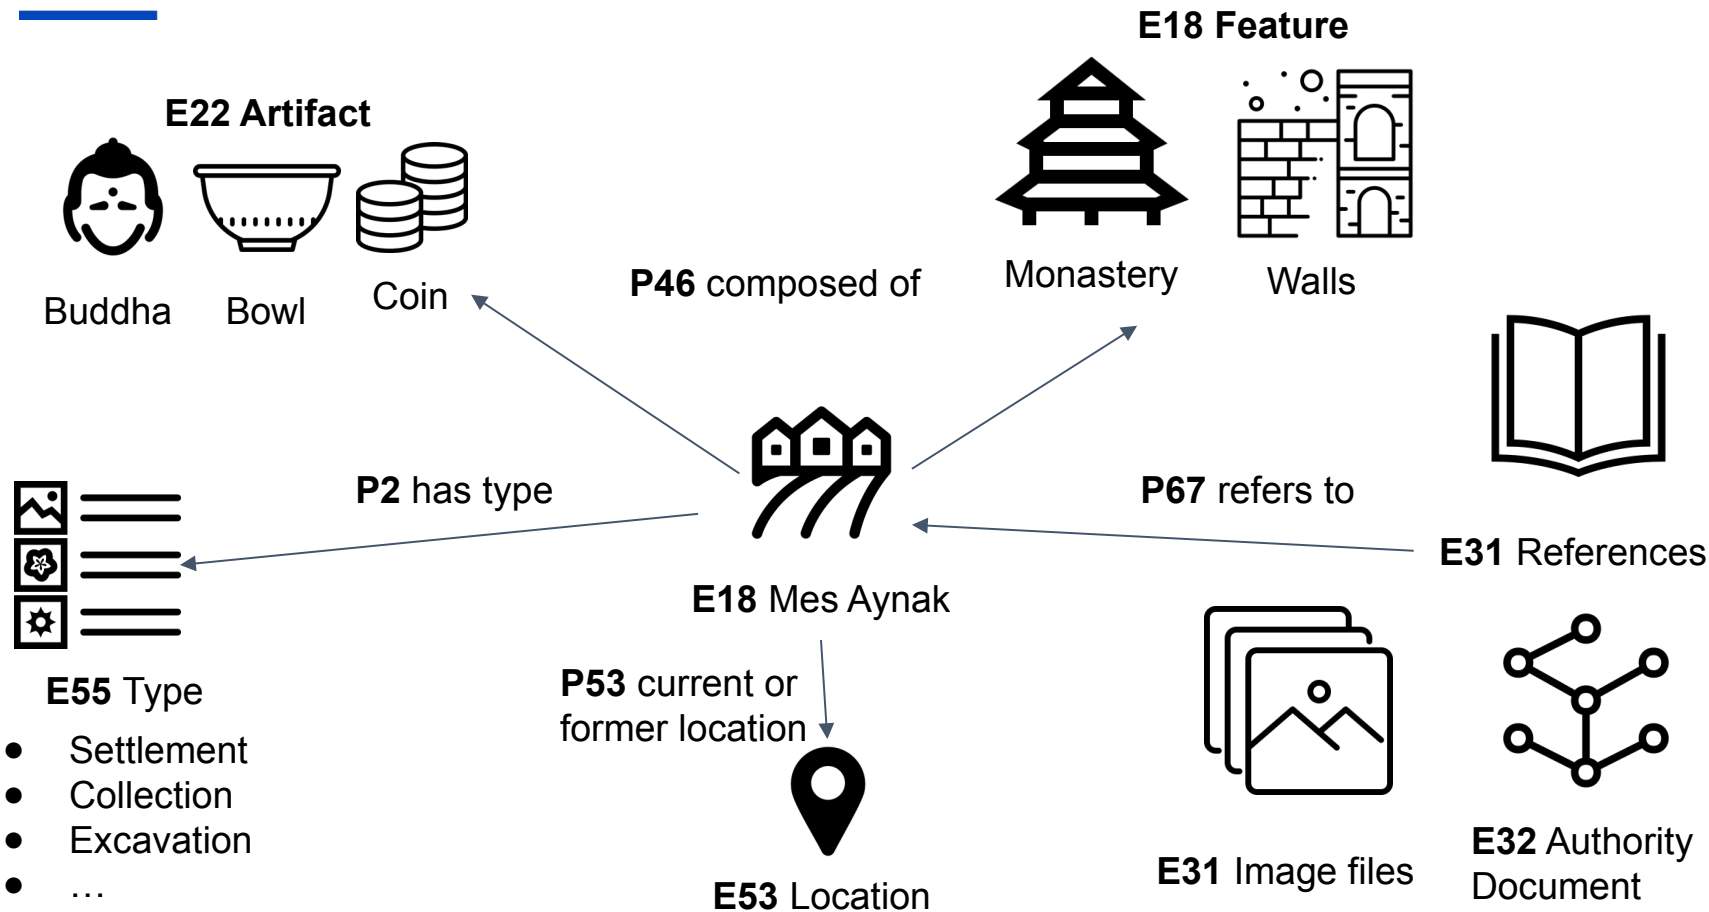 E18 Feature
E22 Artifact
Buddha
Bowl
Coin
P46 composed of
Monastery
Walls
P2 has type
P67 refers to
E31 References
E18 Mes Aynak
E55 Type
• Settlement
• Collection
• Excavation
• …
P53 current or
former location
E53 Location
E31 Image files
E32 Authority
Document